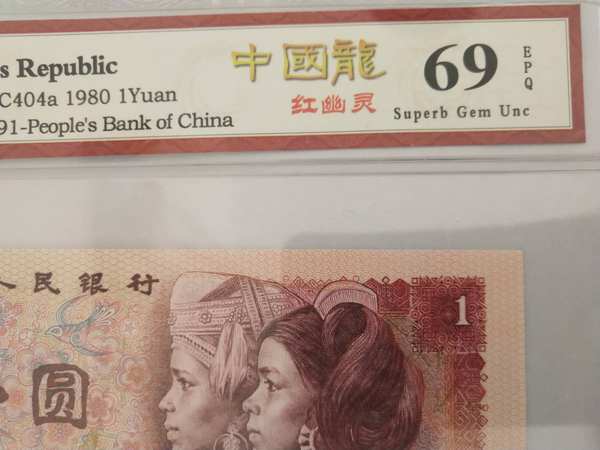 s Republic
中國龍
69
EPQ
C404a 1980 1Yuan
红幽灵
Superb Gem Unc
91-People's Bank of China
人民银行
1
圆